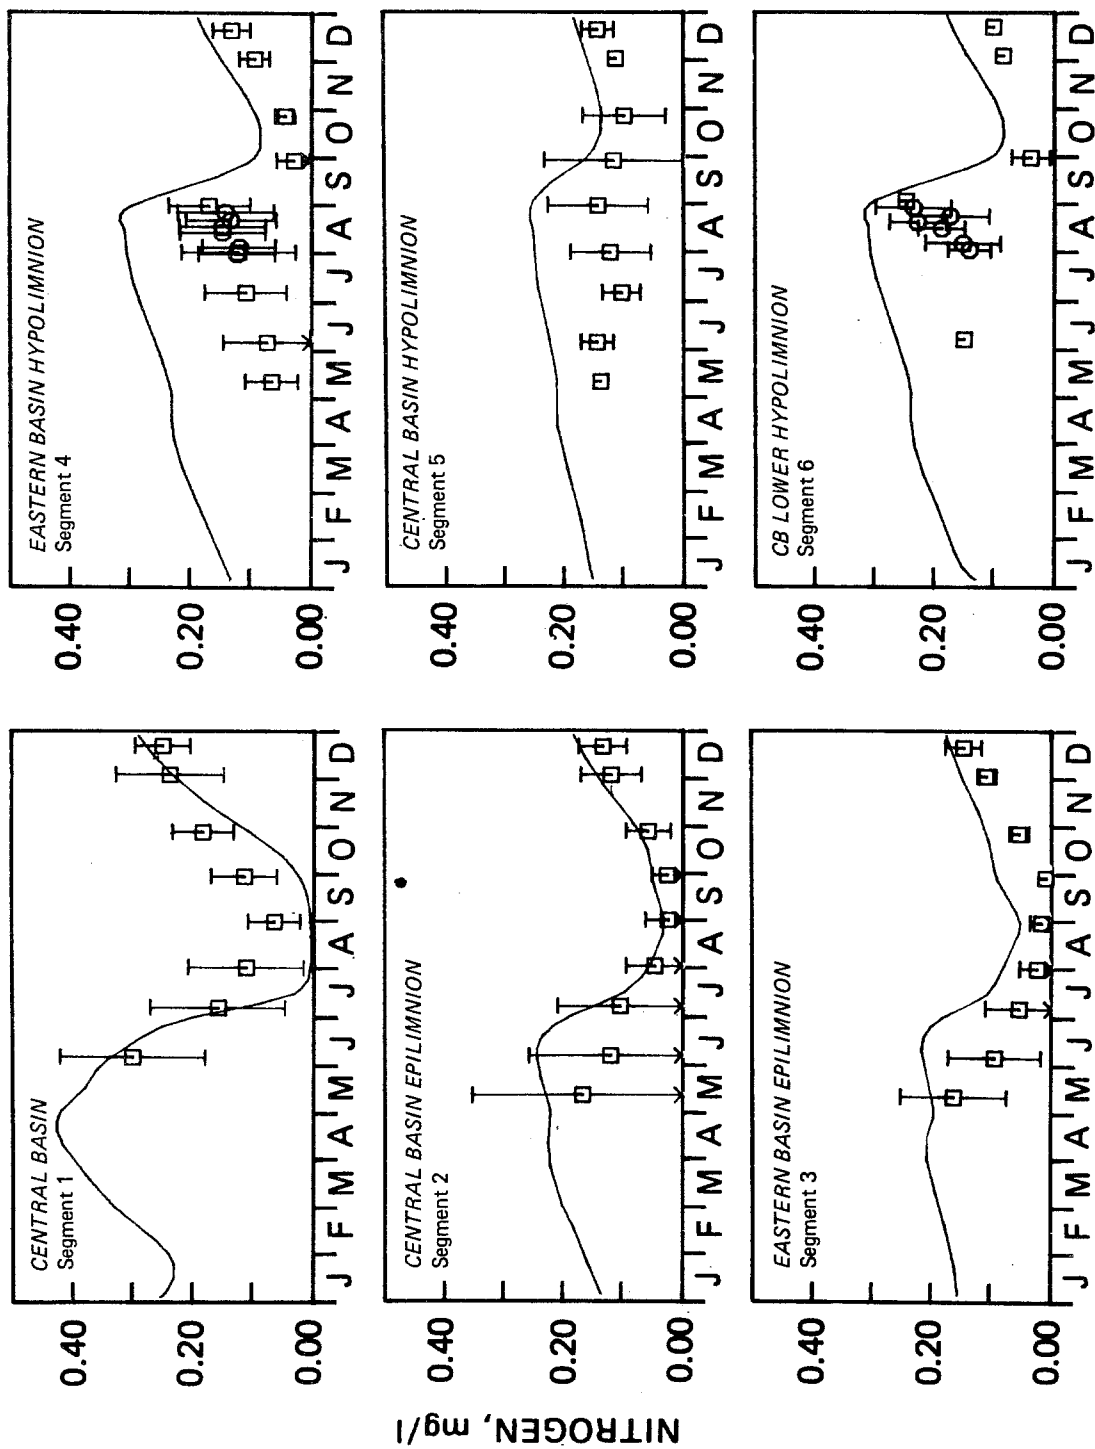 NITROGEN, mg/l
CENTRAL BASIN
Segment 1
0.40
0.20
0.00
J F M A M J J A S O N D
EASTERN BASIN HYPOLIMNION
Segment 4
0.40
0.20
0.00
J F M A M J J A S O N D
CENTRAL BASIN EPILIMNION
Segment 2
0.40
0.20
0.00
J F M A M J J A S O N D
CENTRAL BASIN HYPOLIMNION
Segment 5
0.40
0.20
0.00
J F M A M J J A S O N D
EASTERN BASIN EPILIMNION
Segment 3
0.40
0.20
0.00
J F M A M J J A S O N D
CB LOWER HYPOLIMNION
Segment 6
0.40
0.20
0.00
J F M A M J J A S O N D